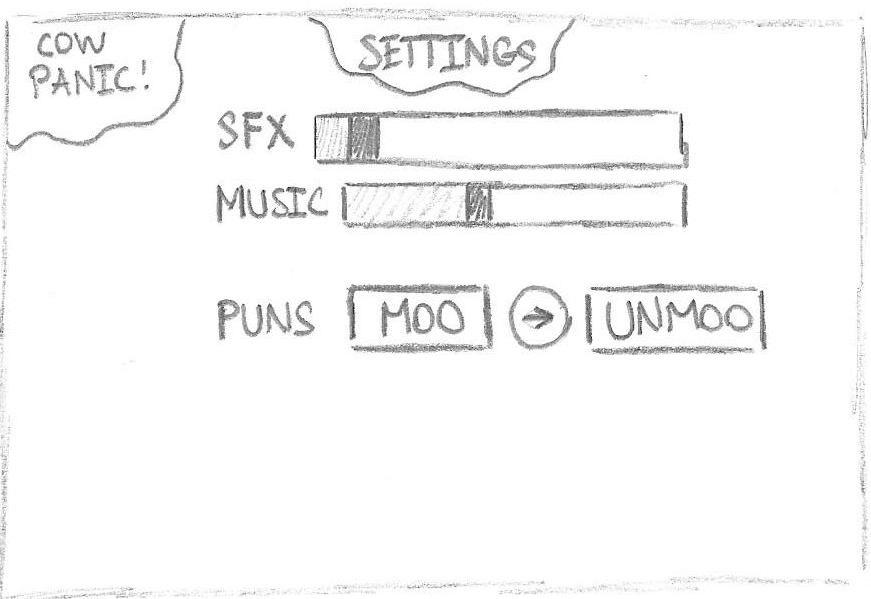 COW
PANIC!
SETTINGS
SFX
MUSIC
PUNS MOO → UNMOO